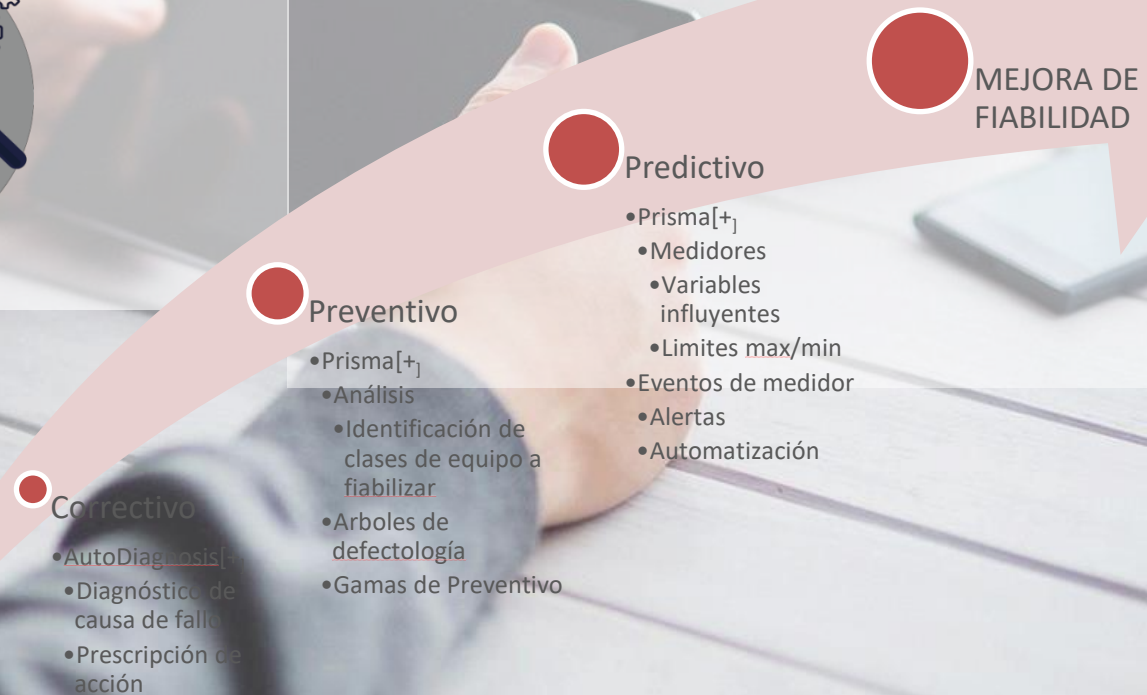 MEJORA DE
FIABILIDAD
Predictivo
•Prisma[+]
•Medidores
•Variables
influyentes
•Limites max/min
•Eventos de medidor
•Alertas
•Automatización
Preventivo
•Prisma[+]
•Análisis
•Identificación de
clases de equipo a
fiabilizar
•Arboles de
defectología
•Gamas de Preventivo
Correctivo
•AutoDiagnosis[+]
•Diagnóstico de
causa de fallo
•Prescripción de
acción